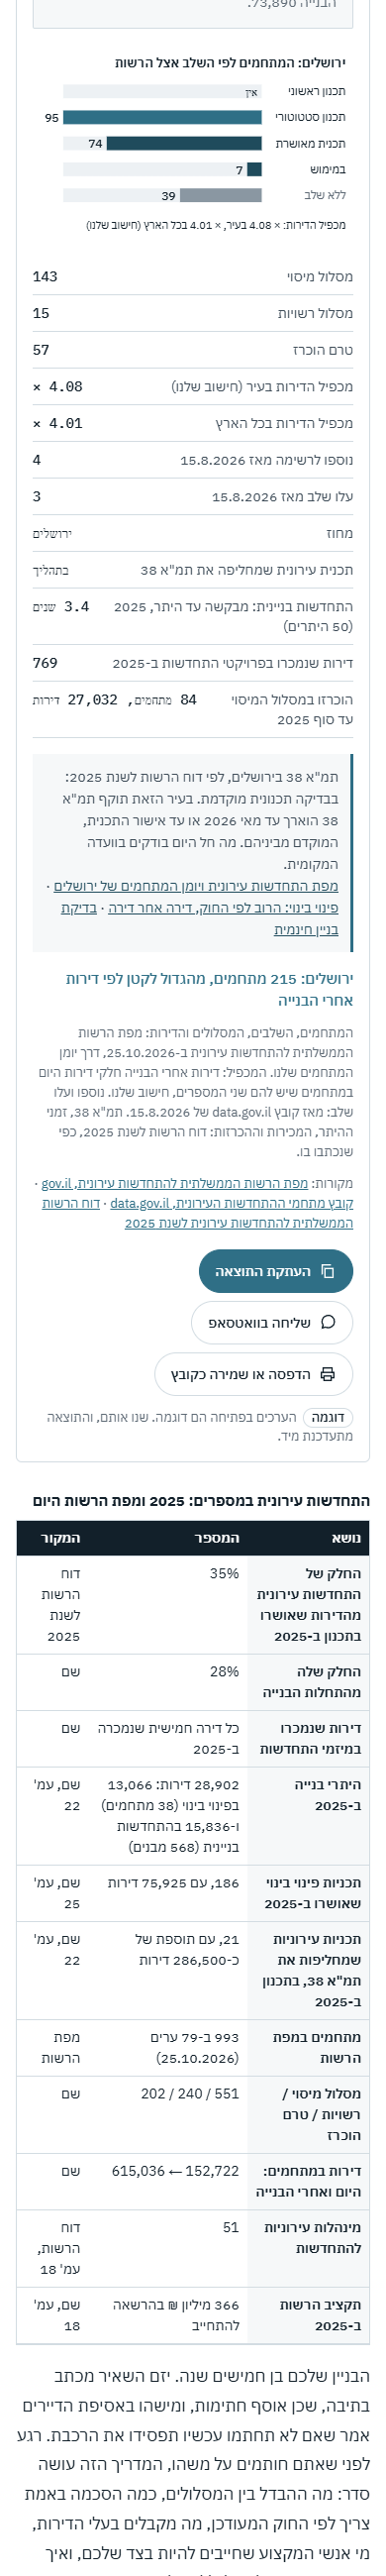 הבנייה 73,890.
ירושלים: המתחמים לפי השלב אצל הרשות
תכנון ראשוני אין
תכנון סטטוטורי 95
תכנית מאושרת 74
במימוש 7
ללא שלב 39
מכפיל הדירות: × 4.08 בעיר, × 4.01 בכל הארץ (חישוב שלנו)
מסלול מיסוי 143
מסלול רשויות 15
טרם הוכרז 57
מכפיל הדירות בעיר (חישוב שלנו) × 4.08
מכפיל הדירות בכל הארץ × 4.01
נוספו לרשימה מאז 15.8.2026 4
עלו שלב מאז 15.8.2026 3
מחוז ירושלים
תכנית עירונית שמחליפה את תמ"א 38 בתהליך
התחדשות בניינית: מבקשה עד היתר, 2025 3.4 שנים
(50 היתרים)
דירות שנמכרו בפרויקטי התחדשות ב-2025 769
הוכרזו במסלול המיסוי 84 מתחמים, 27,032 דירות
עד סוף 2025
תמ"א 38 בירושלים, לפי דוח הרשות לשנת 2025:
בבדיקה תכנונית מוקדמת. בעיר הזאת תוקף תמ"א
38 הוארך עד מאי 2026 או עד אישור התכנית,
המוקדם מביניהם. מה חל היום בודקים בוועדה
המקומית.
מפת התחדשות עירונית ויומן המתחמים של ירושלים ·
פינוי בינוי: הרוב לפי החוק, דירה אחר דירה · בדיקת
בניין חינמית
ירושלים: 215 מתחמים, מהגדול לקטן לפי דירות
אחרי הבנייה
המתחמים, השלבים, המסלולים והדירות: מפת הרשות
הממשלתית להתחדשות עירונית ב-25.10.2026, דרך יומן
המתחמים שלנו. המכפיל: דירות אחרי הבנייה חלקי דירות היום
במתחמים שיש להם שני המספרים, חישוב שלנו. נוספו ועלו
שלב: מאז קובץ data.gov.il של 15.8.2026. תמ"א 38, זמני
ההיתר, המכירות וההכרזות: דוח הרשות לשנת 2025, כפי
שנכתבו בו.
מקורות: מפת הרשות הממשלתית להתחדשות עירונית, gov.il ·
קובץ מתחמי ההתחדשות העירונית, data.gov.il · דוח הרשות
הממשלתית להתחדשות עירונית לשנת 2025
העתקת התוצאה
שליחה בוואטסאפ
הדפסה או שמירה כקובץ
דוגמה הערכים בפתיחה הם דוגמה. שנו אותם, והתוצאה
מתעדכנת מיד.
התחדשות עירונית במספרים: 2025 ומפת הרשות היום
נושא המספר המקור
החלק של 35% דוח
התחדשות עירונית הרשות
מהדירות שאושרו לשנת
בתכנון ב-2025 2025
החלק שלה 28% שם
מהתחלות הבנייה
דירות שנמכרו כל דירה חמישית שנמכרה שם
במיזמי התחדשות ב-2025
היתרי בנייה 28,902 דירות: 13,066 שם, עמ'
ב-2025 בפינוי בינוי (38 מתחמים) 22
ו-15,836 בהתחדשות
בניינית (568 מבנים)
תכניות פינוי בינוי 186, עם 75,925 דירות שם, עמ'
שאושרו ב-2025 25
תכניות עירוניות 21, עם תוספת של שם, עמ'
שמחליפות את כ-286,500 דירות 22
תמ"א 38, בתכנון
ב-2025
מתחמים במפת 993 ב-79 ערים מפת
הרשות (25.10.2026) הרשות
מסלול מיסוי / 551 / 240 / 202 שם
רשויות / טרם
הוכרז
דירות במתחמים: 152,722 ← 615,036 שם
היום ואחרי הבנייה
מינהלות עירוניות 51 דוח
להתחדשות הרשות,
עמ' 18
תקציב הרשות 366 מיליון ₪ בהרשאה שם, עמ'
ב-2025 להתחייב 18
הבניין שלכם בן חמישים שנה. יזם השאיר מכתב
בתיבה, שכן אוסף חתימות, ומישהו באסיפת הדיירים
אמר שאם לא תחתמו עכשיו תפסידו את הרכבת. רגע
לפני שאתם חותמים על משהו, המדריך הזה עושה
סדר: מה ההבדל בין המסלולים, כמה הסכמה באמת
צריך לפי החוק המעודכן, מה מקבלים בעלי הדירות,
מי אנשי המקצוע שחייבים להיות בצד שלכם, ואיך